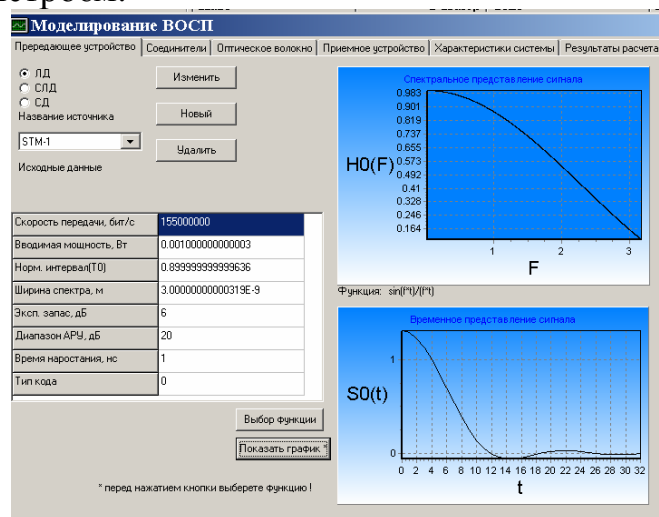 Моделирование ВОСП
Прередающее устройство Соединители Оптическое волокно Приемное устройство Характеристики системы Результаты расчета
ЛД
СЛД
СД
Название источника
STM-1
Исходные данные
Изменить
Новый
Удалить
Скорость передачи, бит/с 155000000
Вводимая мощность, Вт 0.001000000000003
Норм. интервал(Т0) 0.899999999999636
Ширина спектра, м 3.00000000000319E-9
Эксп. запас, дБ 6
Диапазон АРУ, дБ 20
Время наростания, нс 1
Тип кода 0
Выбор функции
Показать график *
* перед нажатием кнопки выберете функцию !
Спектральное представление сигнала
H0(F)
0.983
0.901
0.819
0.737
0.655
0.573
0.492
0.41
0.328
0.246
0.164
1 2 3
F
Функция: sin(f*t)/(f*t)
Временное представление сигнала
S0(t)
1
0
0 2 4 6 8 10 12 14 16 18 20 22 24 26 28 30 32
t